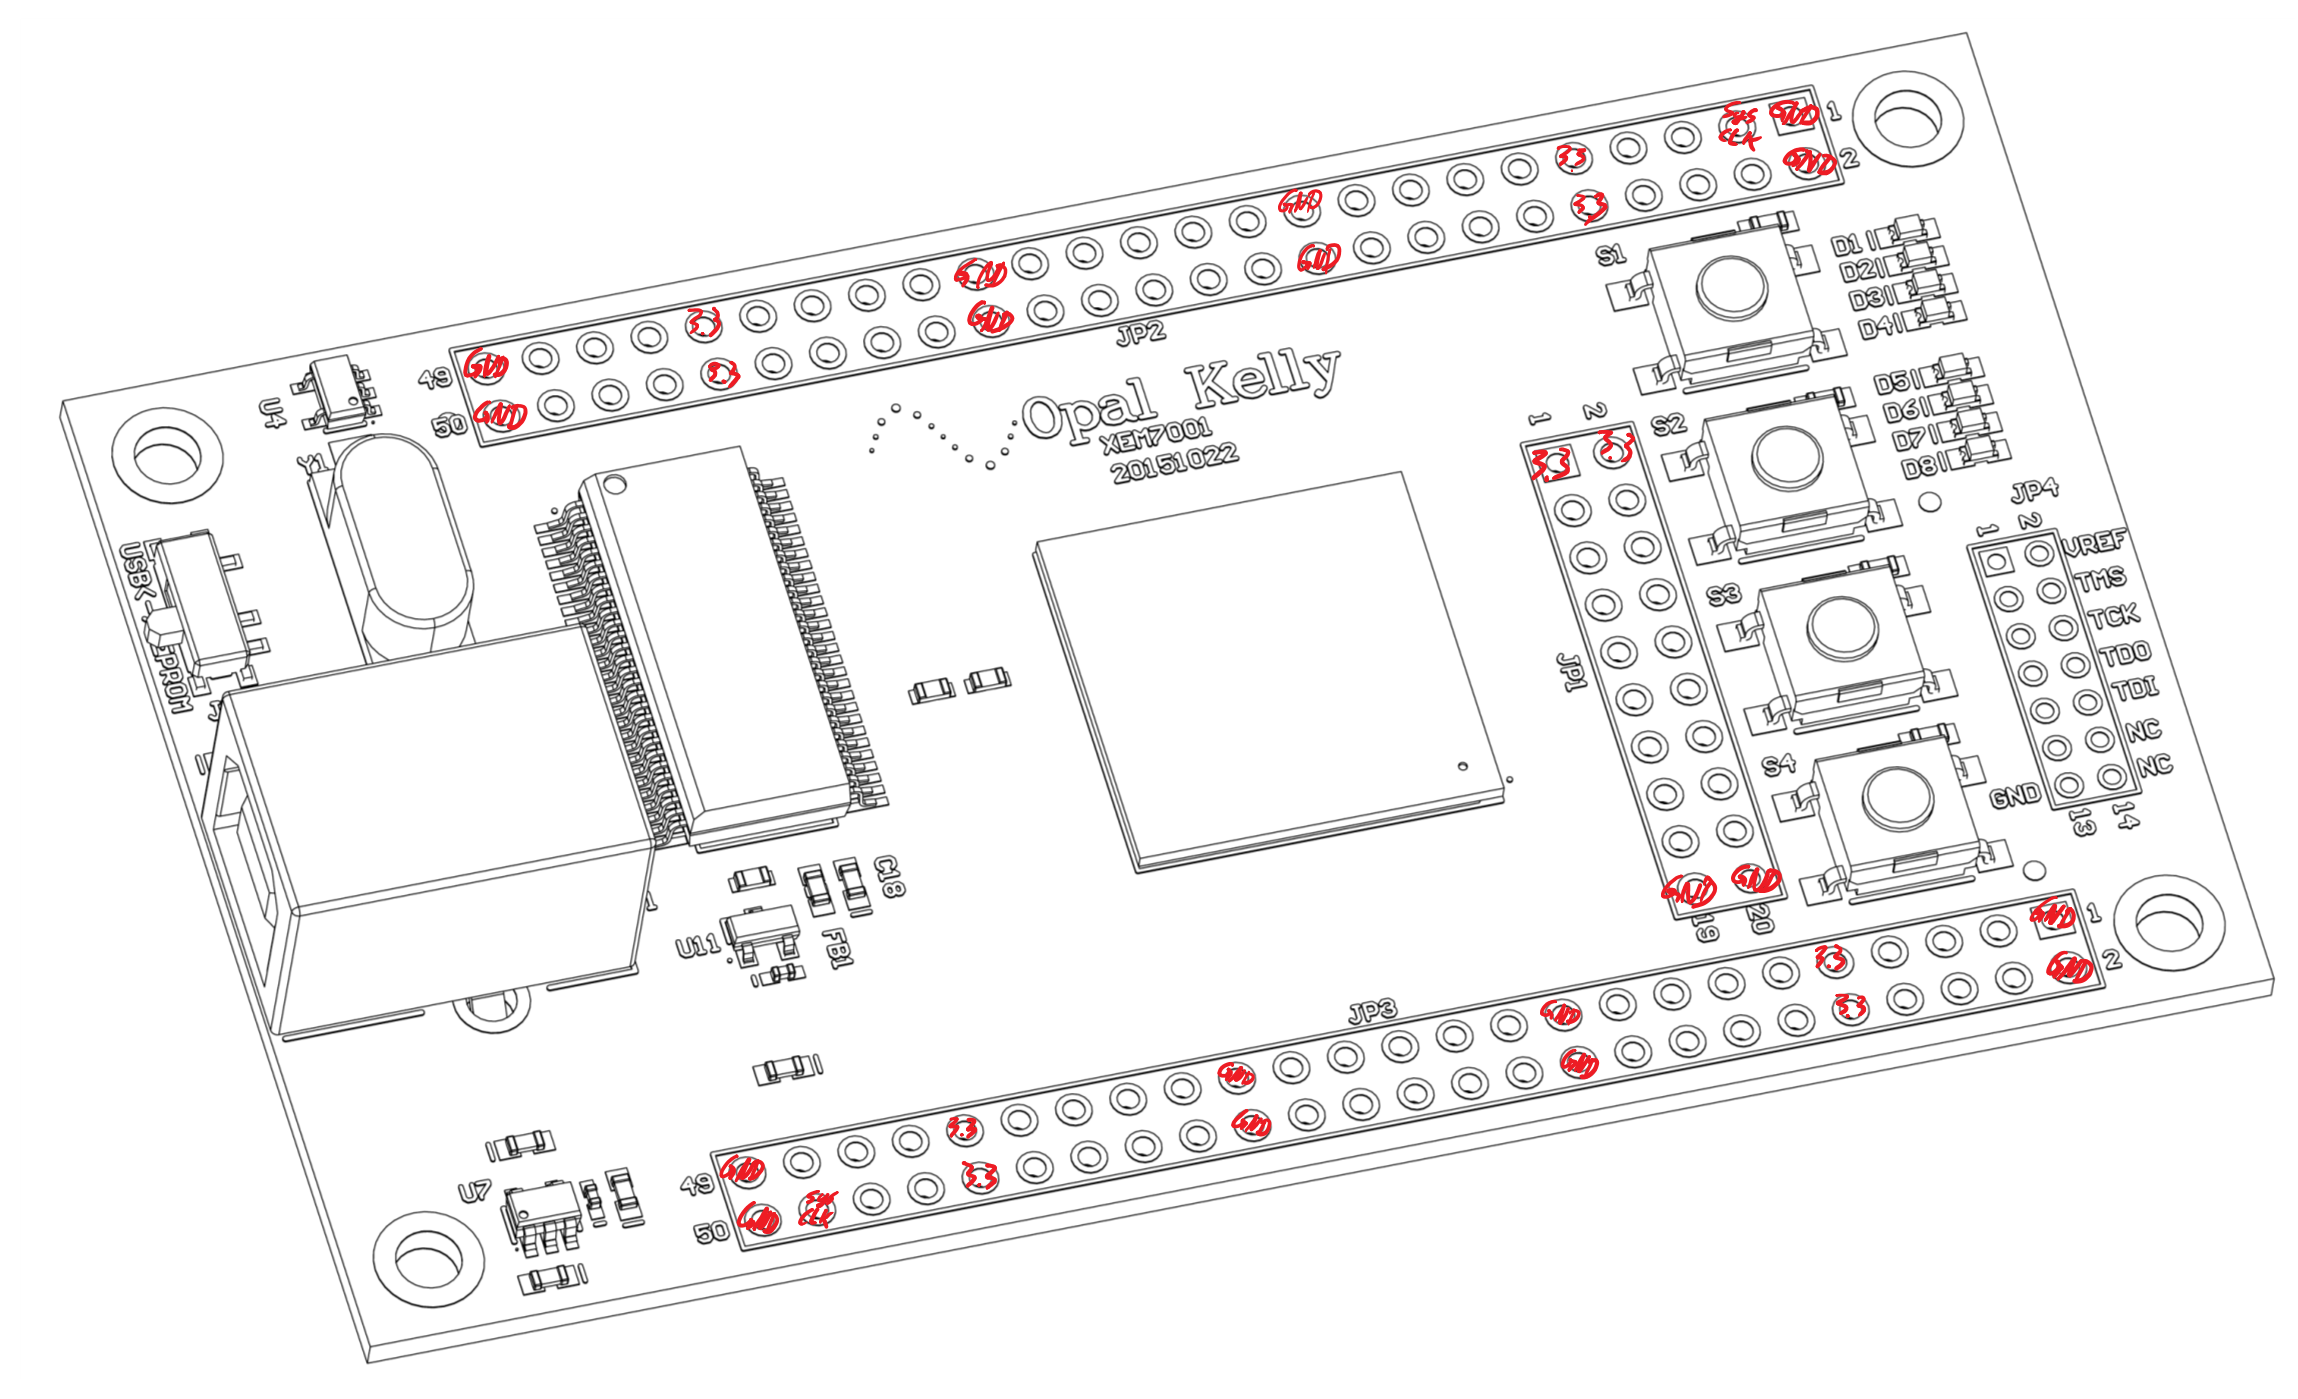 GND 1
SYS
CLK
GND 2
3.3
3.3
GND
GND
GND
GND
3.3
3.3
GND
GND
49
50
JP2
Opal Kelly
XEM7001
20151022
U4
Y1
USB
EPROM
S1
S2
S3
S4
D1
D2
D3
D4
D5
D6
D7
D8
1 2
3.3 3.3
JP1
GND GND
19 20
JP4
1 2
VREF
TMS
TCK
TDO
TDI
NC
NC
GND
13 14
C18
U11
FB1
JP3
GND 1
GND 2
3.3
3.3
GND
GND
GND
GND
3.3
3.3
49 GND
50 GND
SYS
CLK
U7